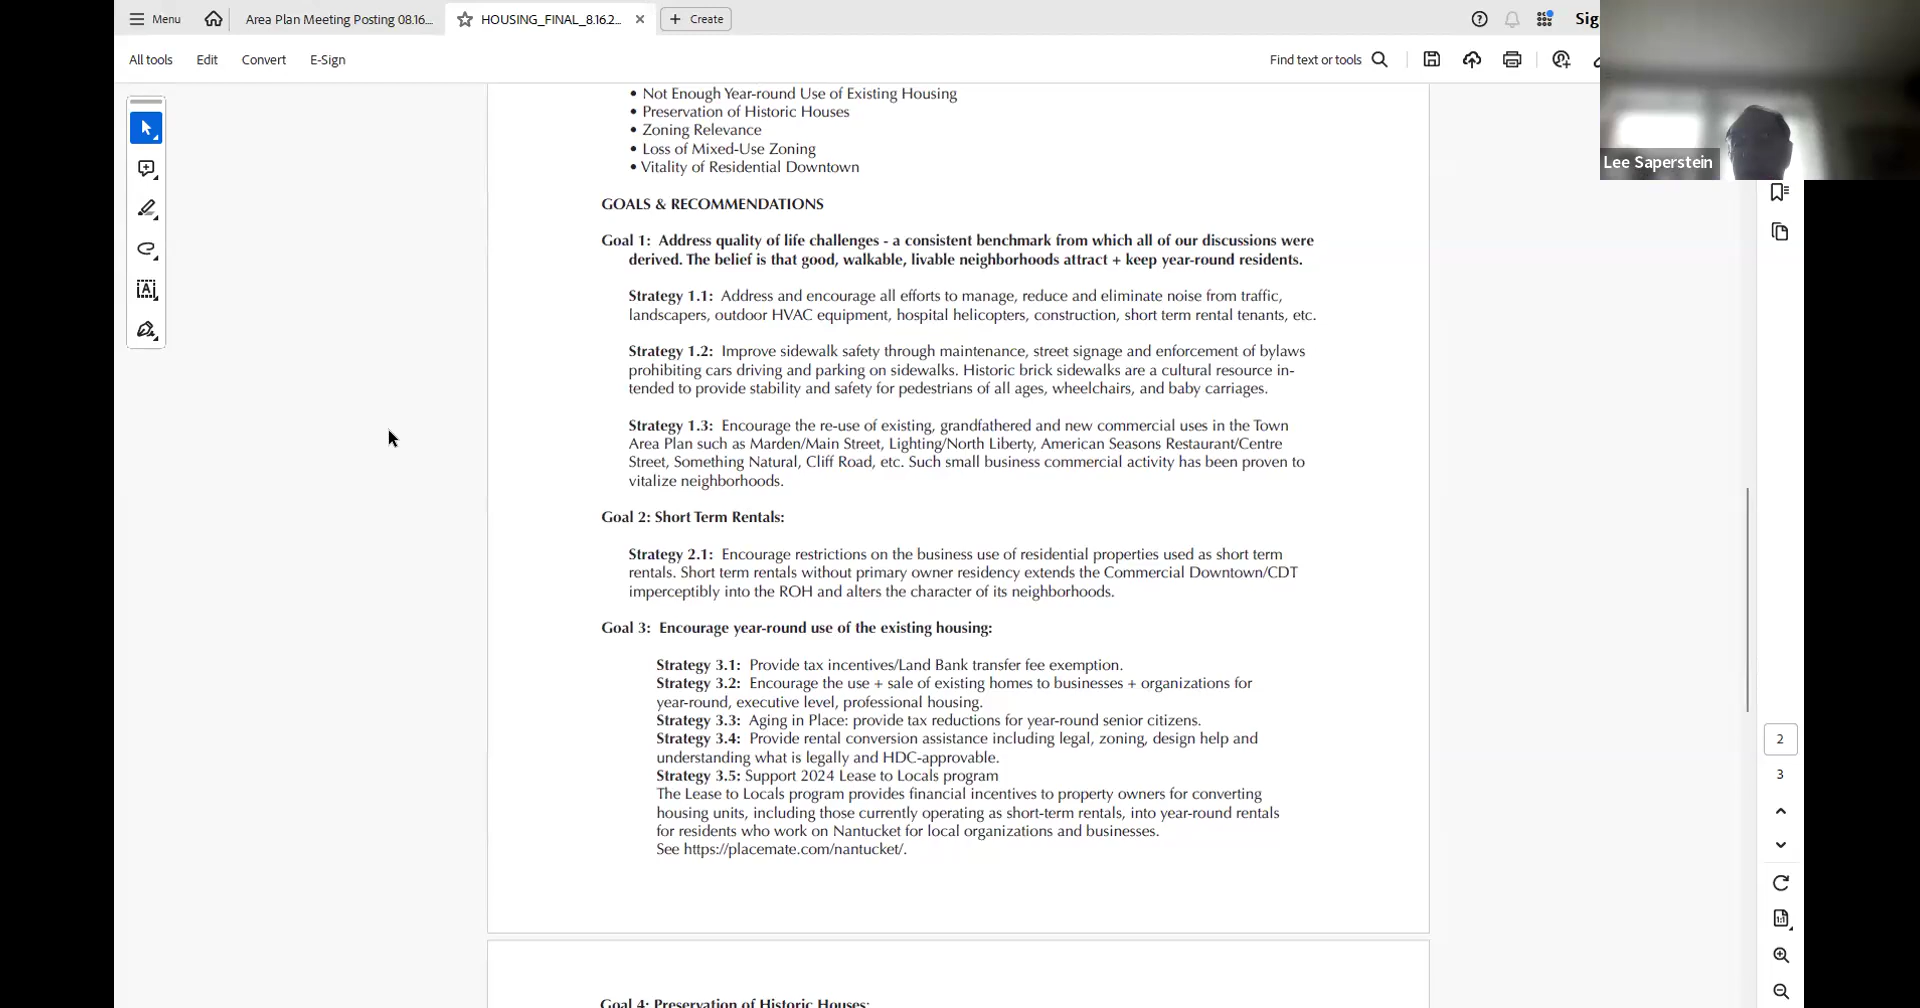 Menu
Area Plan Meeting Posting 08.16...
HOUSING_FINAL_8.16.2...
Create
Sig
All tools
Edit
Convert
E-Sign
Find text or tools
Lee Saperstein
• Not Enough Year-round Use of Existing Housing
• Preservation of Historic Houses
• Zoning Relevance
• Loss of Mixed-Use Zoning
• Vitality of Residential Downtown
GOALS & RECOMMENDATIONS
Goal 1: Address quality of life challenges - a consistent benchmark from which all of our discussions were
derived. The belief is that good, walkable, livable neighborhoods attract + keep year-round residents.
Strategy 1.1: Address and encourage all efforts to manage, reduce and eliminate noise from traffic,
landscapers, outdoor HVAC equipment, hospital helicopters, construction, short term rental tenants, etc.
Strategy 1.2: Improve sidewalk safety through maintenance, street signage and enforcement of bylaws
prohibiting cars driving and parking on sidewalks. Historic brick sidewalks are a cultural resource in-
tended to provide stability and safety for pedestrians of all ages, wheelchairs, and baby carriages.
Strategy 1.3: Encourage the re-use of existing, grandfathered and new commercial uses in the Town
Area Plan such as Marden/Main Street, Lighting/North Liberty, American Seasons Restaurant/Centre
Street, Something Natural, Cliff Road, etc. Such small business commercial activity has been proven to
vitalize neighborhoods.
Goal 2: Short Term Rentals:
Strategy 2.1: Encourage restrictions on the business use of residential properties used as short term
rentals. Short term rentals without primary owner residency extends the Commercial Downtown/CDT
imperceptibly into the ROH and alters the character of its neighborhoods.
Goal 3: Encourage year-round use of the existing housing:
Strategy 3.1: Provide tax incentives/Land Bank transfer fee exemption.
Strategy 3.2: Encourage the use + sale of existing homes to businesses + organizations for
year-round, executive level, professional housing.
Strategy 3.3: Aging in Place: provide tax reductions for year-round senior citizens.
Strategy 3.4: Provide rental conversion assistance including legal, zoning, design help and
understanding what is legally and HDC-approvable.
Strategy 3.5: Support 2024 Lease to Locals program
The Lease to Locals program provides financial incentives to property owners for converting
housing units, including those currently operating as short-term rentals, into year-round rentals
for residents who work on Nantucket for local organizations and businesses.
See https://placemate.com/nantucket/.
Goal 4: Preservation of Historic Houses:
2
3